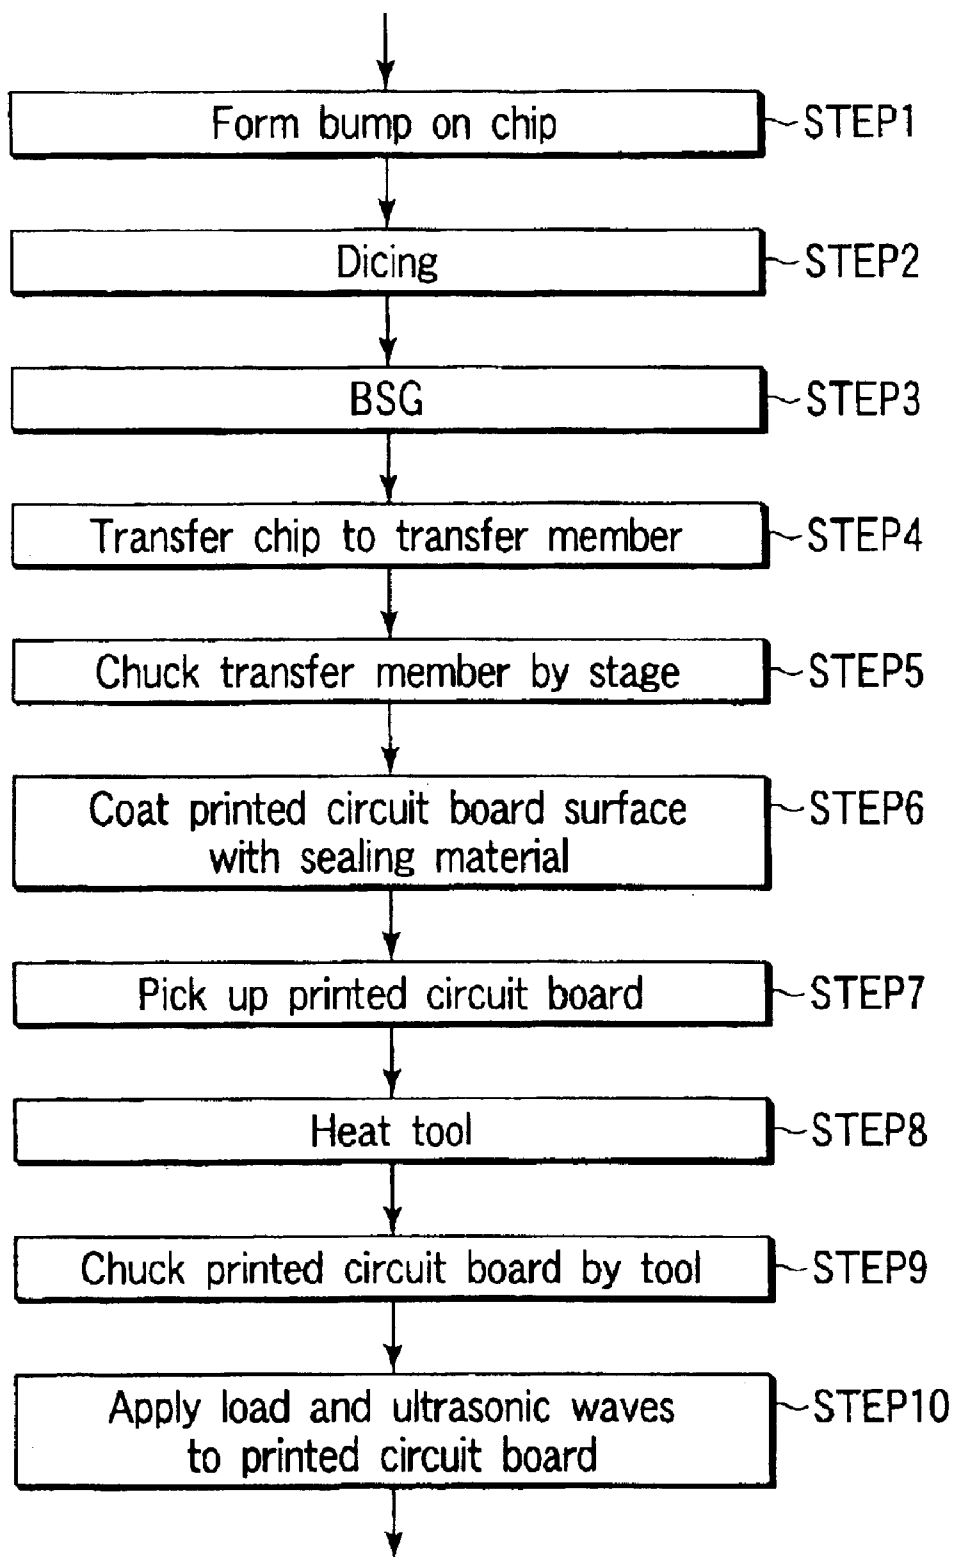 Form bump on chip
STEP1
Dicing
STEP2
BSG
STEP3
Transfer chip to transfer member
STEP4
Chuck transfer member by stage
STEP5
Coat printed circuit board surface
with sealing material
STEP6
Pick up printed circuit board
STEP7
Heat tool
STEP8
Chuck printed circuit board by tool
STEP9
Apply load and ultrasonic waves
to printed circuit board
STEP10